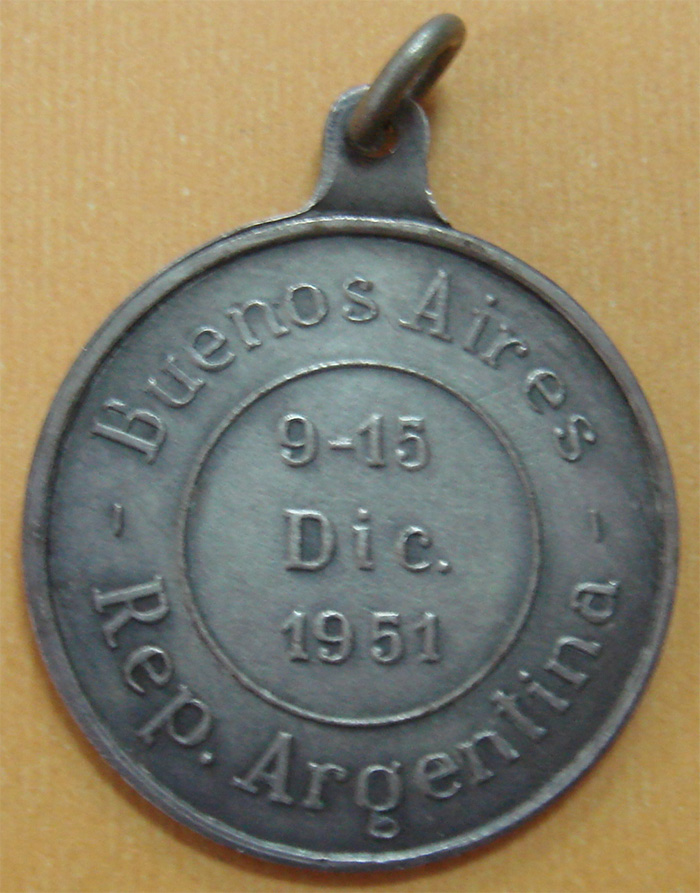 Buenos Aires
9-15
Dic.
1951
- Rep. Argentina -